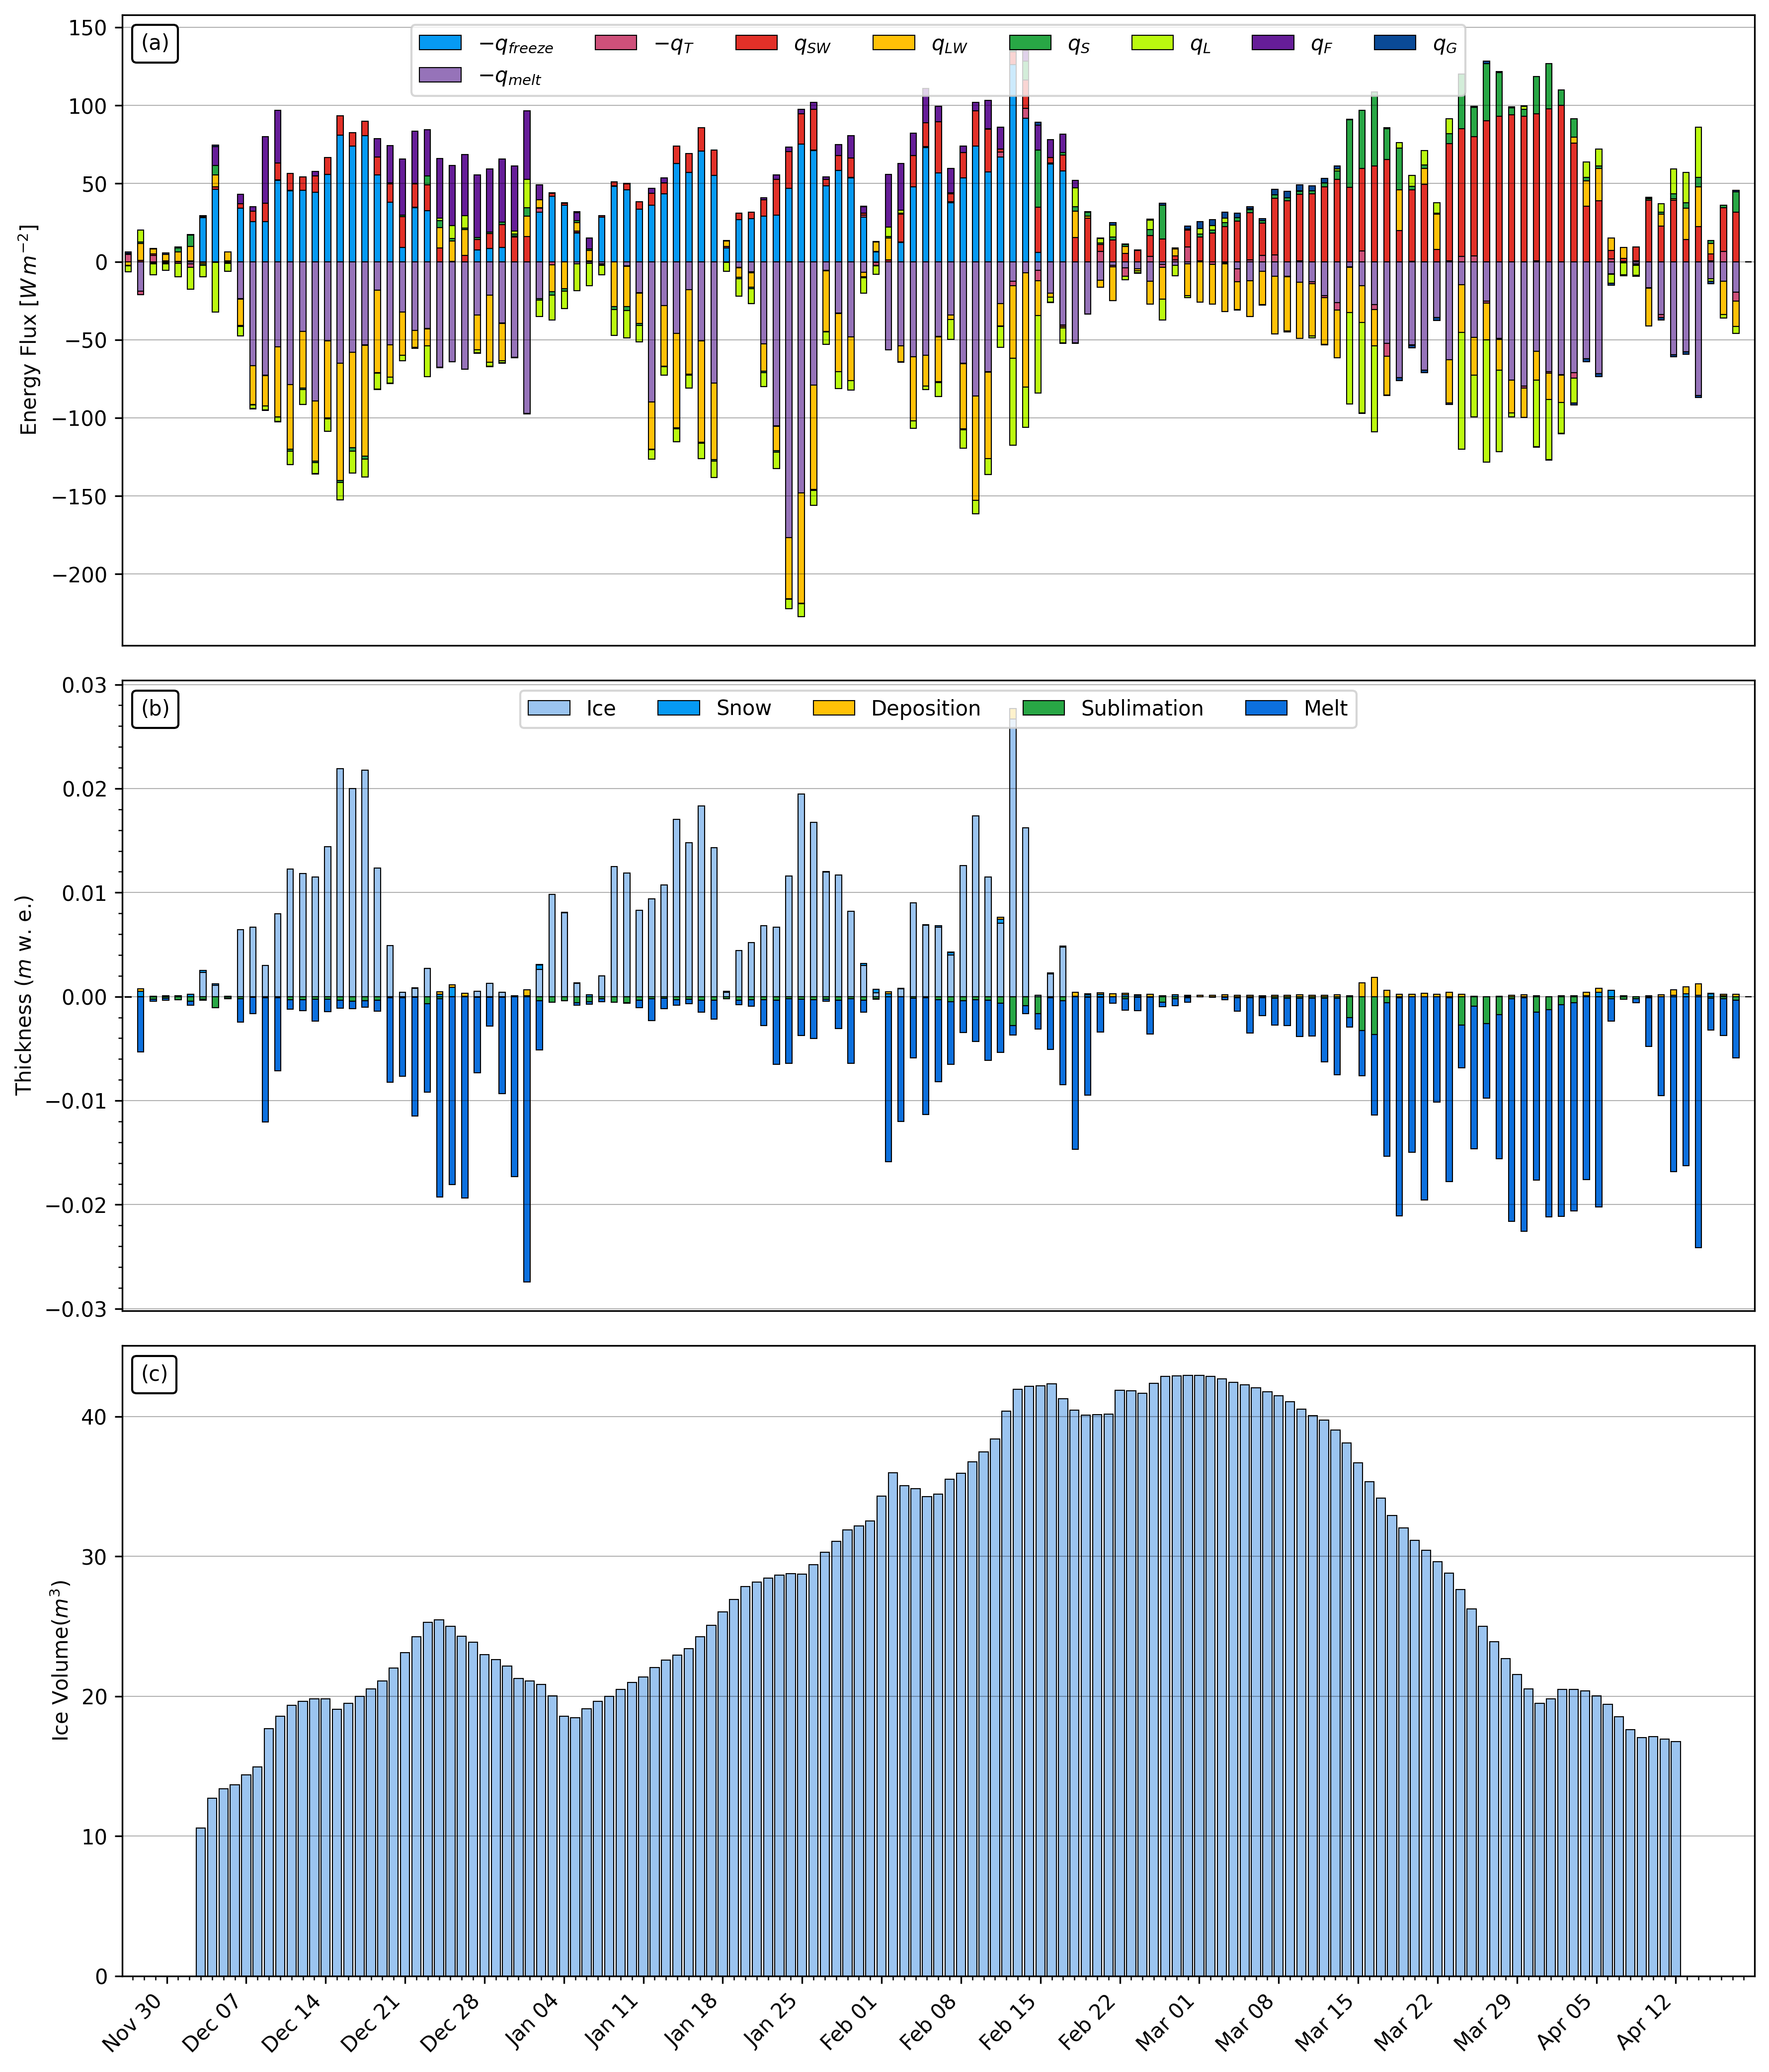 (a)
−q_freeze −q_T q_SW q_LW q_S q_L q_F q_G
−q_melt
150
100
50
0
−50
−100
−150
−200
Energy Flux [W m⁻²]
(b)
Ice Snow Deposition Sublimation Melt
0.03
0.02
0.01
0.00
−0.01
−0.02
−0.03
Thickness (m w. e.)
(c)
40
30
20
10
0
Ice Volume(m³)
Nov 30 Dec 07 Dec 14 Dec 21 Dec 28 Jan 04 Jan 11 Jan 18 Jan 25 Feb 01 Feb 08 Feb 15 Feb 22 Mar 01 Mar 08 Mar 15 Mar 22 Mar 29 Apr 05 Apr 12